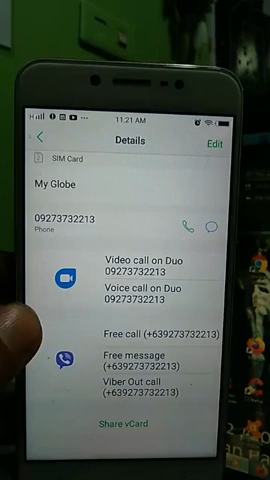 11:21 AM
Details
Edit
SIM Card
My Globe
09273732213
Phone
Video call on Duo
09273732213
Voice call on Duo
09273732213
Free call (+639273732213)
Free message
(+639273732213)
Viber Out call
(+639273732213)
Share vCard